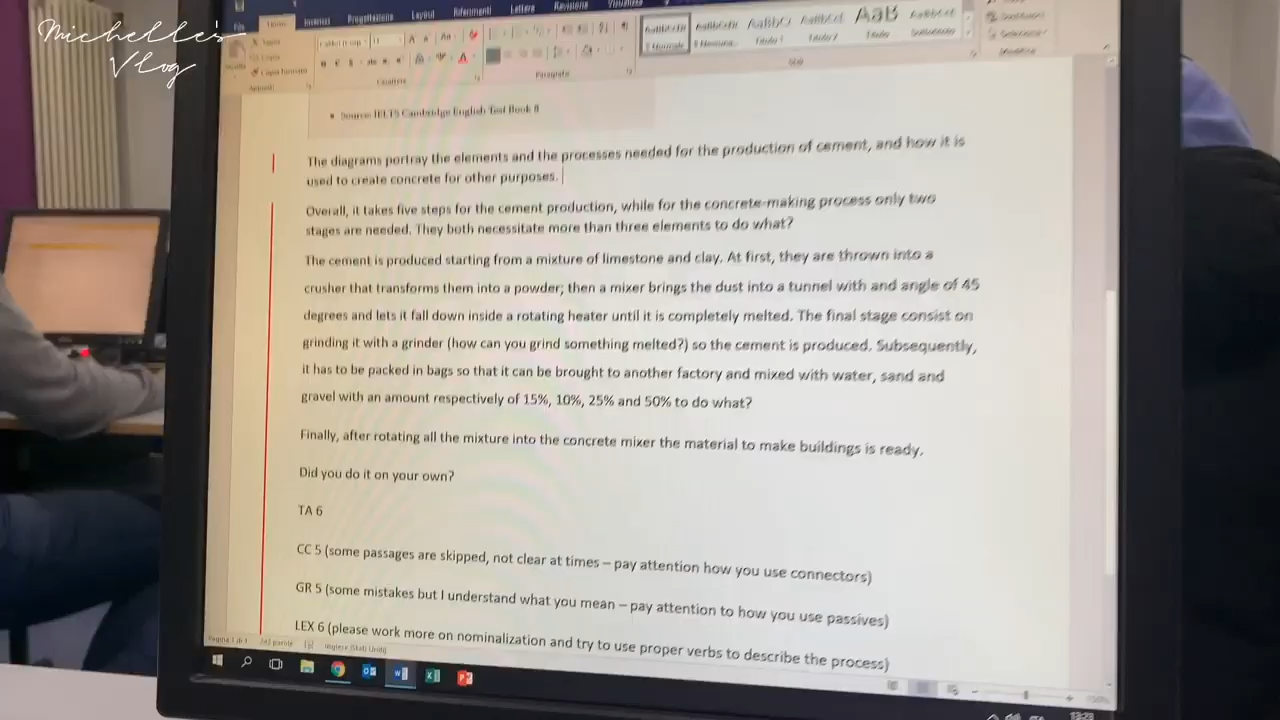 Michelle's
Vlog
Inserisci Progettazione Layout Riferimenti Lettere Revisione Visualizza
Carattere Paragrafo Stili
Source: IELTS Cambridge English Test Book 8
The diagrams portray the elements and the processes needed for the production of cement, and how it is
used to create concrete for other purposes.
Overall, it takes five steps for the cement production, while for the concrete-making process only two
stages are needed. They both necessitate more than three elements to do what?
The cement is produced starting from a mixture of limestone and clay. At first, they are thrown into a
crusher that transforms them into a powder; then a mixer brings the dust into a tunnel with and angle of 45
degrees and lets it fall down inside a rotating heater until it is completely melted. The final stage consist on
grinding it with a grinder (how can you grind something melted?) so the cement is produced. Subsequently,
it has to be packed in bags so that it can be brought to another factory and mixed with water, sand and
gravel with an amount respectively of 15%, 10%, 25% and 50% to do what?
Finally, after rotating all the mixture into the concrete mixer the material to make buildings is ready.
Did you do it on your own?
TA 6
CC 5 (some passages are skipped, not clear at times – pay attention how you use connectors)
GR 5 (some mistakes but I understand what you mean – pay attention to how you use passives)
LEX 6 (please work more on nominalization and try to use proper verbs to describe the process)